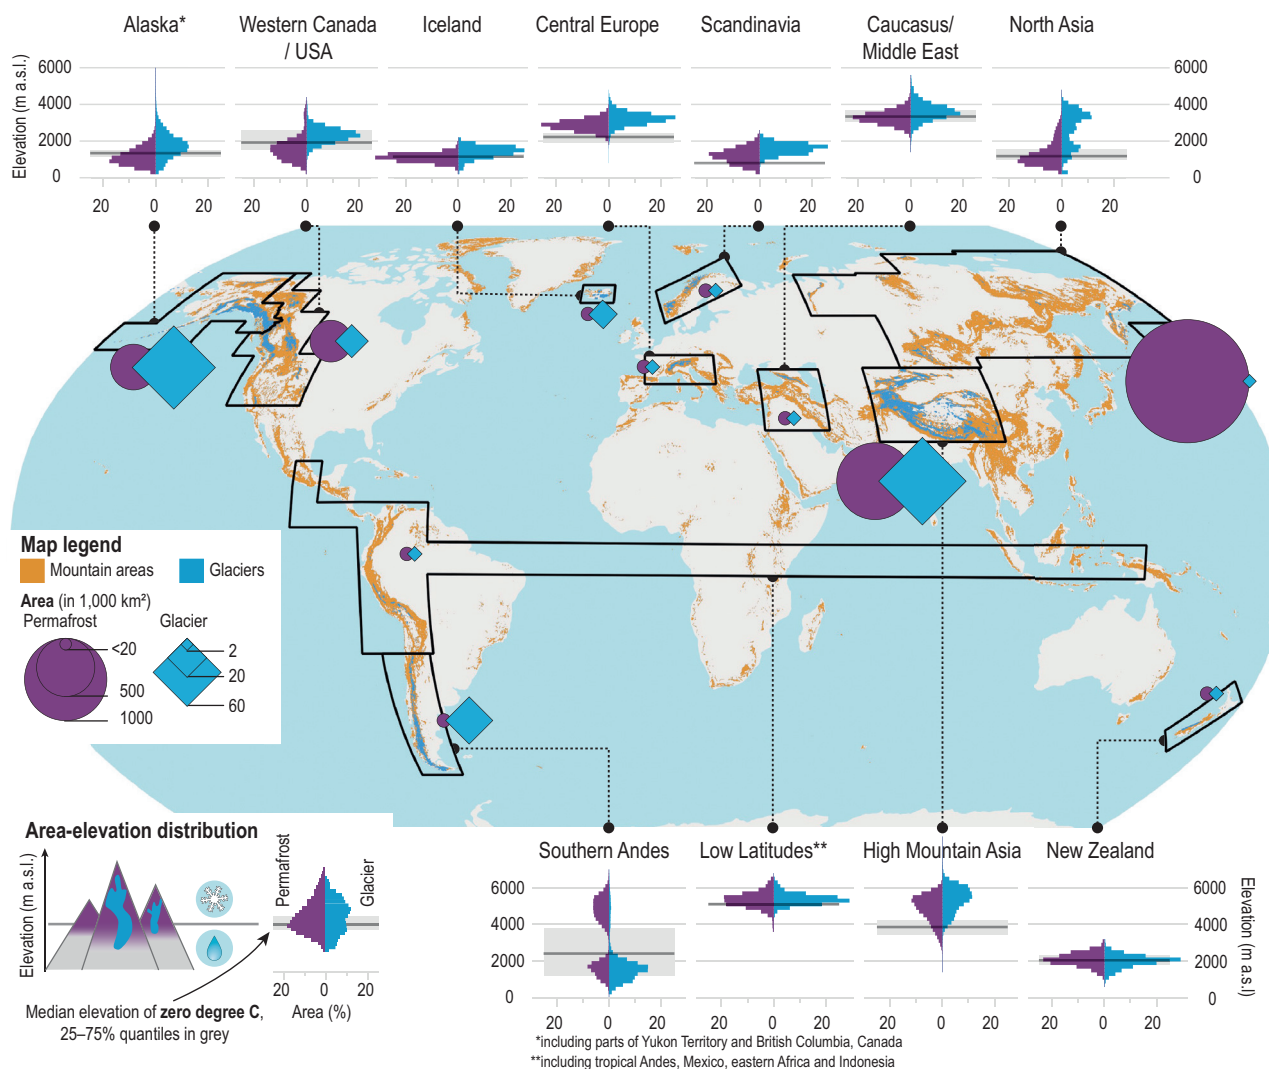 Alaska*
Western Canada
/ USA
Iceland
Central Europe
Scandinavia
Caucasus/
Middle East
North Asia
Elevation (m a.s.l.)
6000
4000
2000
0
6000
4000
2000
0
20 0 20
20 0 20
20 0 20
20 0 20
20 0 20
20 0 20
20 0 20
Map legend
Mountain areas
Glaciers
Area (in 1,000 km²)
Permafrost
Glacier
<20
500
1000
2
20
60
Area-elevation distribution
Elevation (m a.s.l.)
Permafrost
Glacier
20 0 20
Area (%)
Median elevation of zero degree C,
25–75% quantiles in grey
Southern Andes
Low Latitudes**
High Mountain Asia
New Zealand
6000
4000
2000
0
6000
4000
2000
0
Elevation (m a.s.l)
20 0 20
20 0 20
20 0 20
20 0 20
*including parts of Yukon Territory and British Columbia, Canada
**including tropical Andes, Mexico, eastern Africa and Indonesia